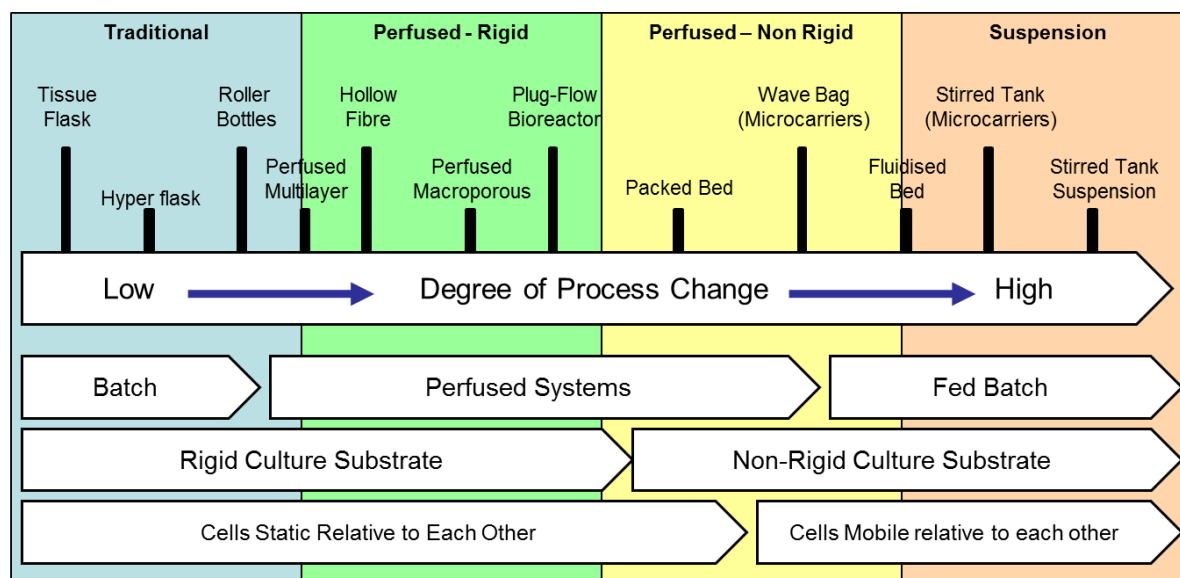 Traditional
Perfused - Rigid
Perfused – Non Rigid
Suspension
Tissue
Flask
Hyper flask
Roller
Bottles
Perfused
Multilayer
Hollow
Fibre
Perfused
Macroporous
Plug-Flow
Bioreactor
Packed Bed
Wave Bag
(Microcarriers)
Fluidised
Bed
Stirred Tank
(Microcarriers)
Stirred Tank
Suspension
Low
Degree of Process Change
High
Batch
Perfused Systems
Fed Batch
Rigid Culture Substrate
Non-Rigid Culture Substrate
Cells Static Relative to Each Other
Cells Mobile relative to each other